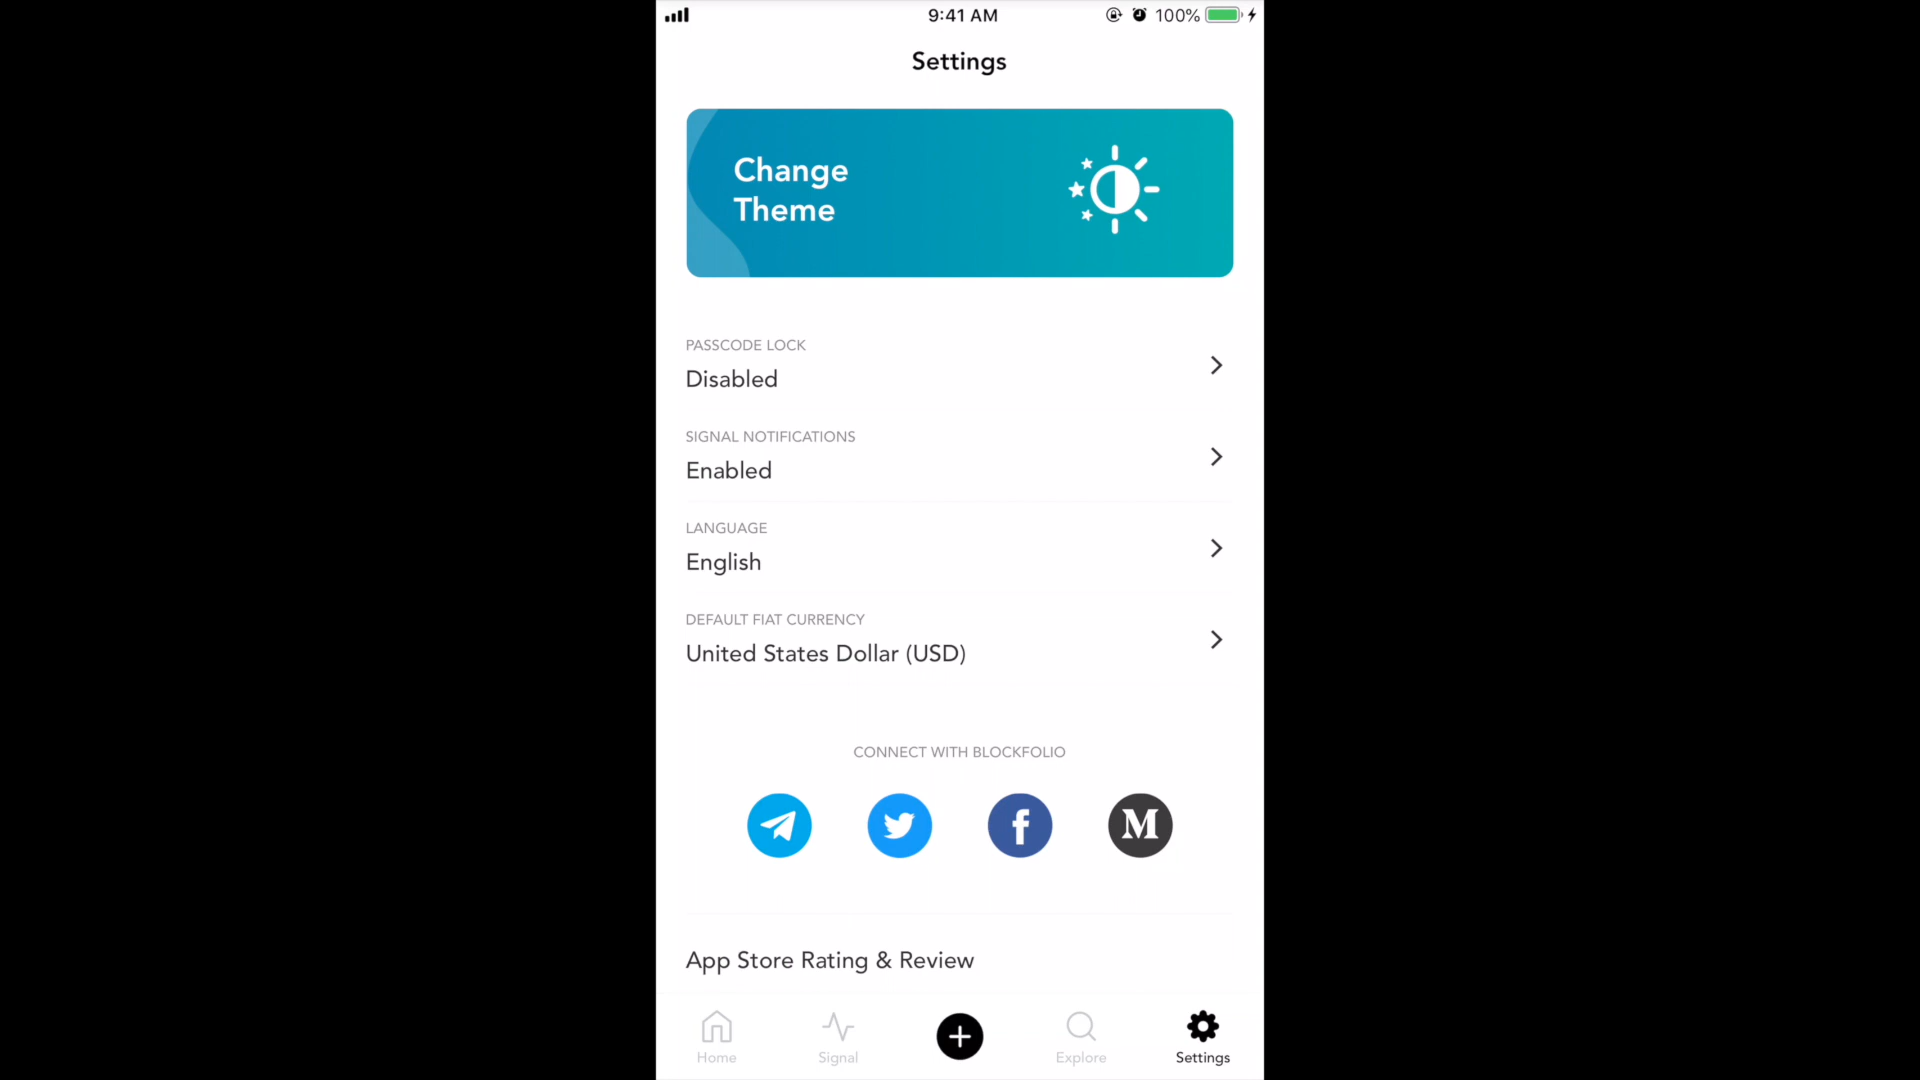 9:41 AM
100%
Settings
Change
Theme
PASSCODE LOCK
Disabled
SIGNAL NOTIFICATIONS
Enabled
LANGUAGE
English
DEFAULT FIAT CURRENCY
United States Dollar (USD)
CONNECT WITH BLOCKFOLIO
App Store Rating & Review
Home
Signal
Explore
Settings